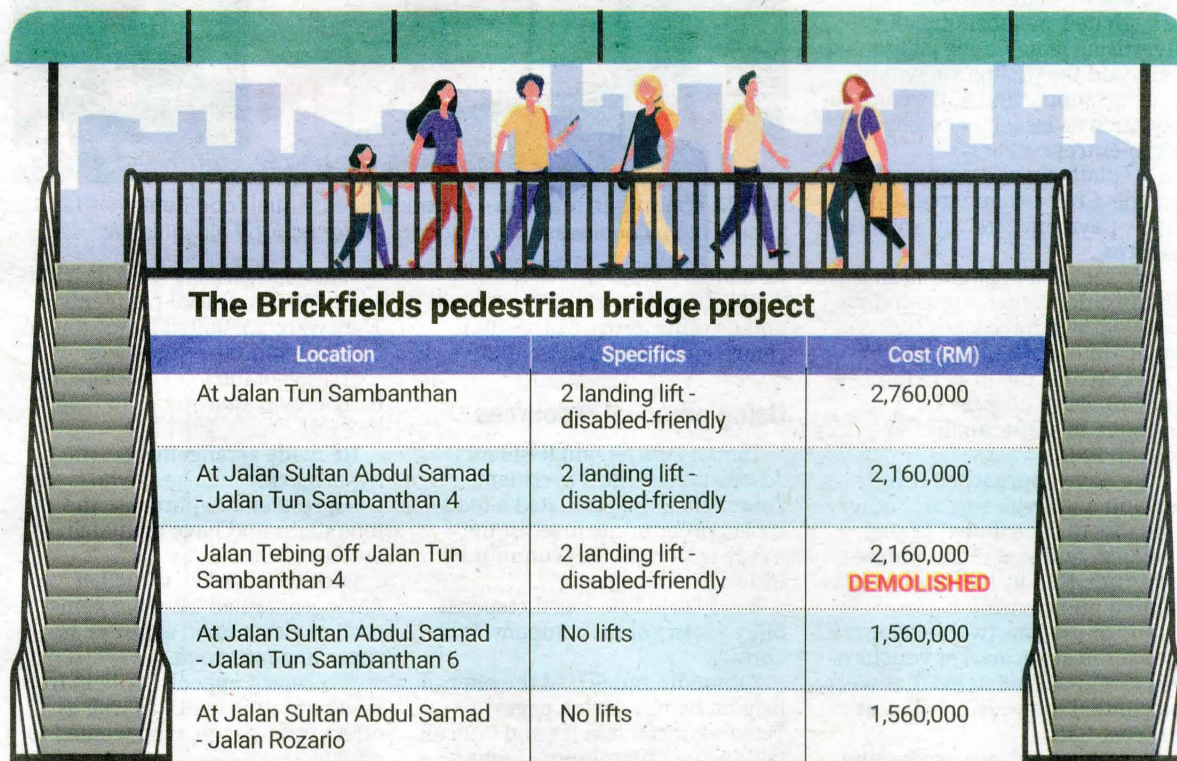 The Brickfields pedestrian bridge project
Location Specifics Cost (RM)
At Jalan Tun Sambanthan 2 landing lift - 2,760,000
disabled-friendly
At Jalan Sultan Abdul Samad 2 landing lift - 2,160,000
- Jalan Tun Sambanthan 4 disabled-friendly
Jalan Tebing off Jalan Tun 2 landing lift - 2,160,000
Sambanthan 4 disabled-friendly DEMOLISHED
At Jalan Sultan Abdul Samad No lifts 1,560,000
- Jalan Tun Sambanthan 6
At Jalan Sultan Abdul Samad No lifts 1,560,000
- Jalan Rozario